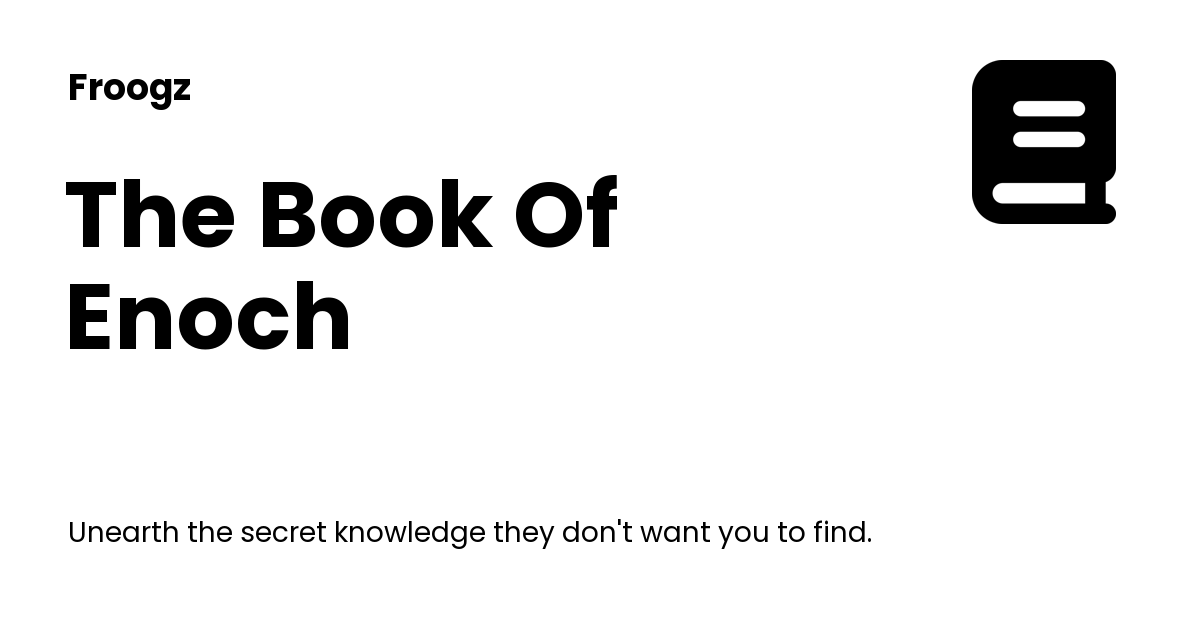 Froogz
The Book Of
Enoch
Unearth the secret knowledge they don't want you to find.